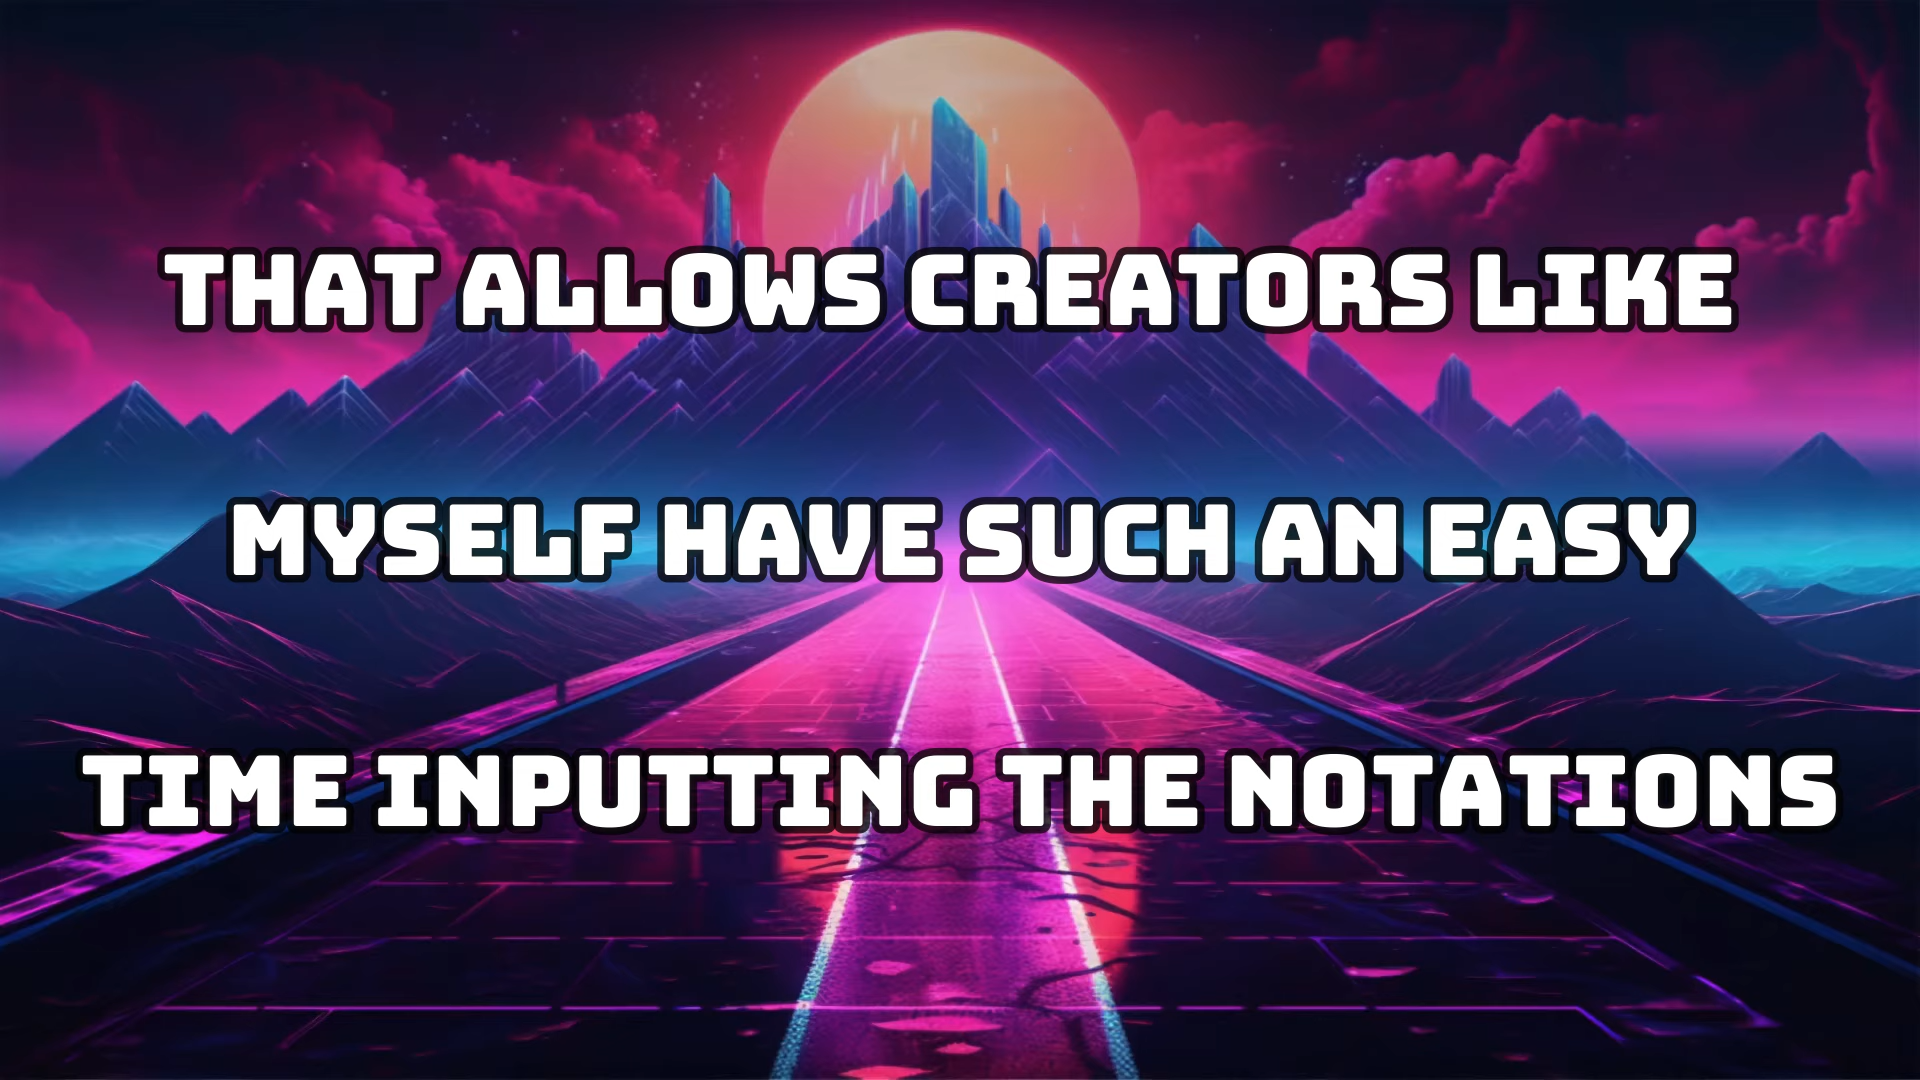 THAT ALLOWS CREATORS LIKE
MYSELF HAVE SUCH AN EASY
TIME INPUTTING THE NOTATIONS